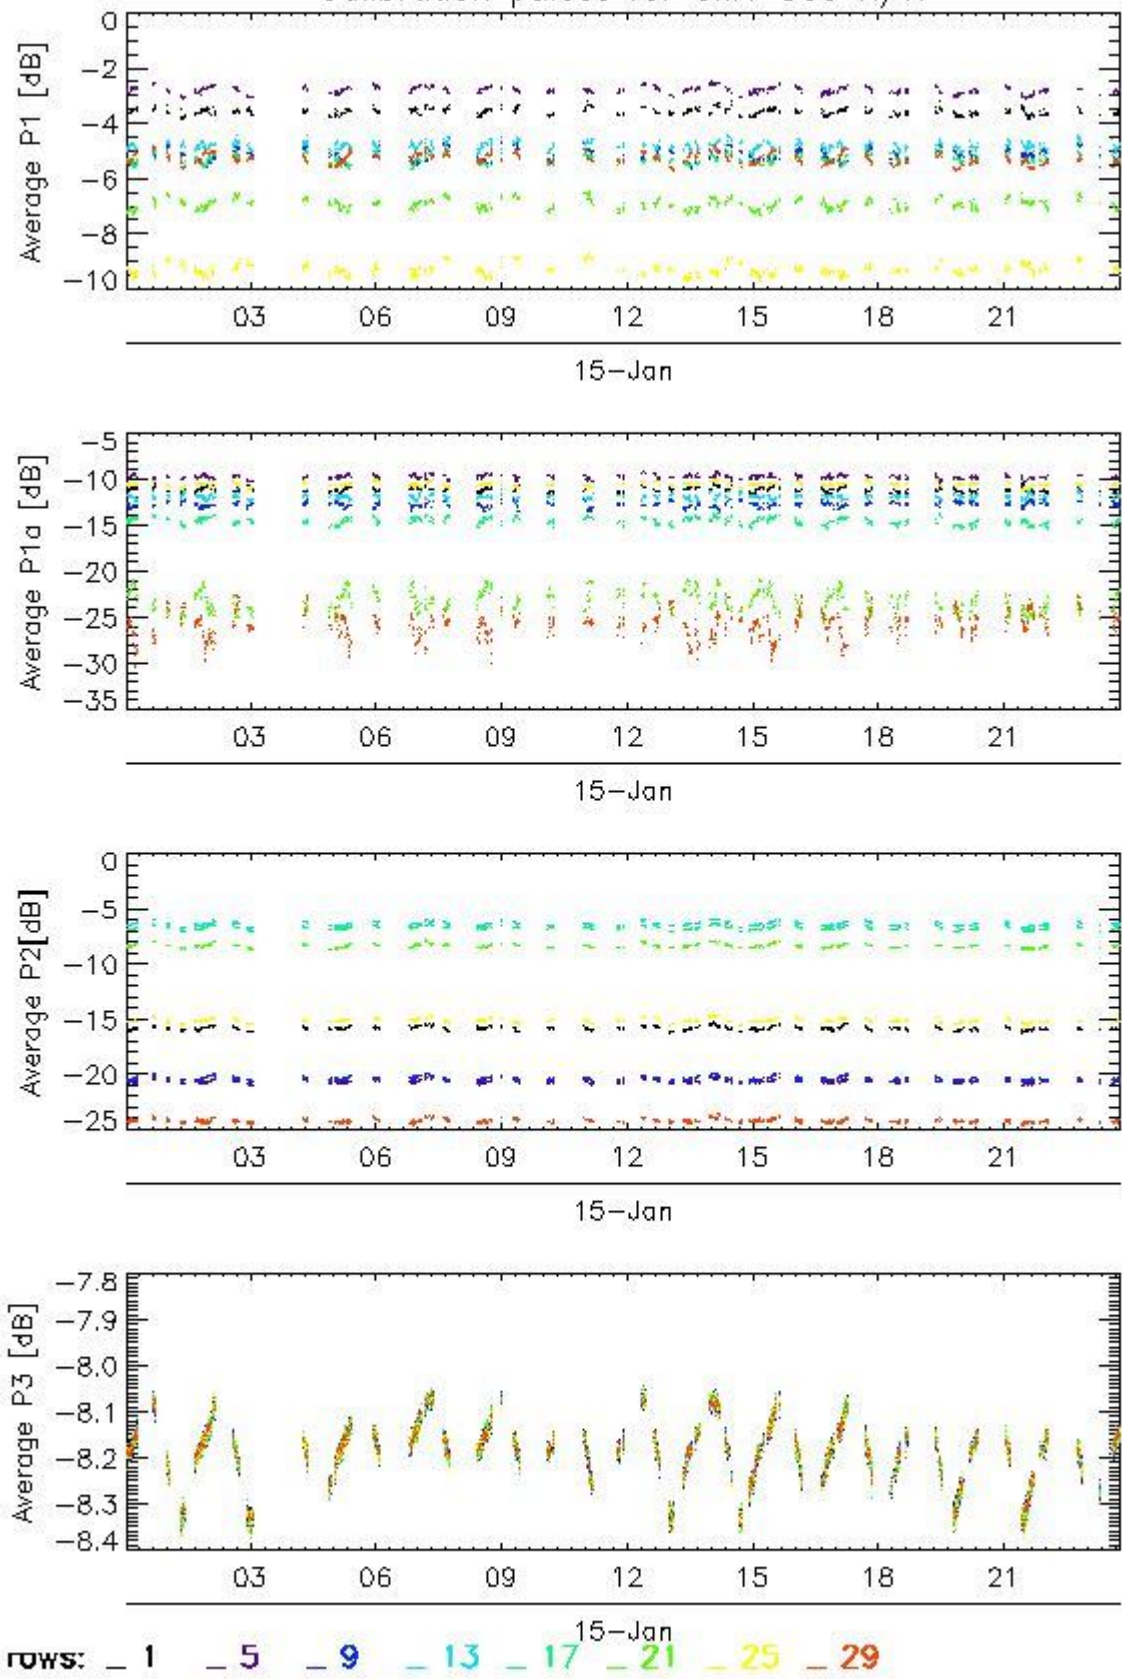 0
-2
-4
-6
-8
-10
Average P1 [dB]
03 06 09 12 15 18 21
15-Jan
-5
-10
-15
-20
-25
-30
-35
Average P1a [dB]
03 06 09 12 15 18 21
15-Jan
0
-5
-10
-15
-20
-25
Average P2[dB]
03 06 09 12 15 18 21
15-Jan
-7.8
-7.9
-8.0
-8.1
-8.2
-8.3
-8.4
Average P3 [dB]
03 06 09 12 15 18 21
15-Jan
rows: _ 1 _ 5 _ 9 _ 13 _ 17 _ 21 _ 25 _ 29